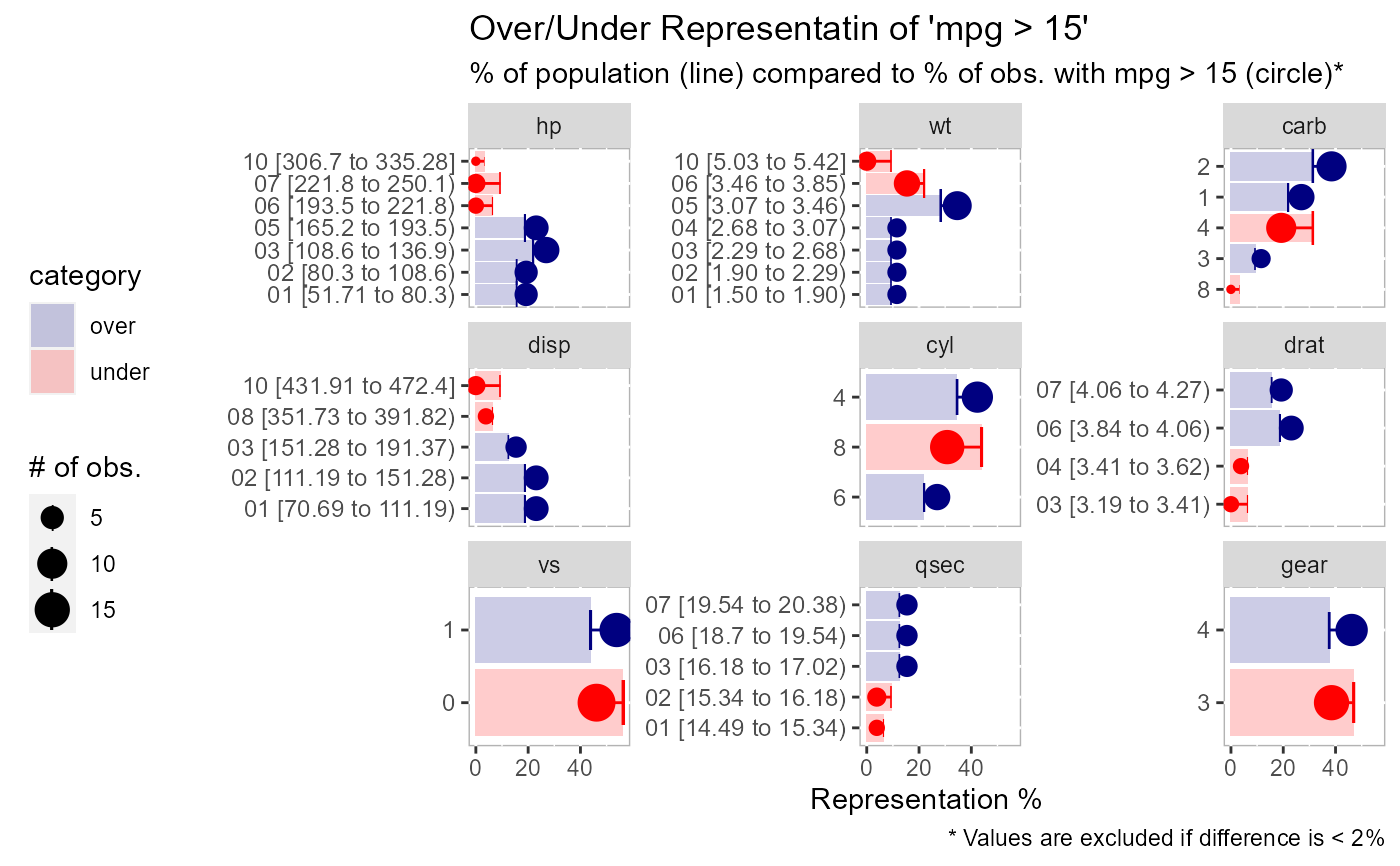 Over/Under Representatin of 'mpg > 15'
% of population (line) compared to % of obs. with mpg > 15 (circle)*
category
over
under
# of obs.
5
10
15
hp
10 [306.7 to 335.28]
07 [221.8 to 250.1)
06 [193.5 to 221.8)
05 [165.2 to 193.5)
03 [108.6 to 136.9)
02 [80.3 to 108.6)
01 [51.71 to 80.3)
wt
10 [5.03 to 5.42]
06 [3.46 to 3.85)
05 [3.07 to 3.46)
04 [2.68 to 3.07)
03 [2.29 to 2.68)
02 [1.90 to 2.29)
01 [1.50 to 1.90)
carb
2
1
4
3
8
disp
10 [431.91 to 472.4]
08 [351.73 to 391.82)
03 [151.28 to 191.37)
02 [111.19 to 151.28)
01 [70.69 to 111.19)
cyl
4
8
6
drat
07 [4.06 to 4.27)
06 [3.84 to 4.06)
04 [3.41 to 3.62)
03 [3.19 to 3.41)
vs
1
0
0 20 40
qsec
07 [19.54 to 20.38)
06 [18.7 to 19.54)
03 [16.18 to 17.02)
02 [15.34 to 16.18)
01 [14.49 to 15.34)
0 20 40
gear
4
3
0 20 40
Representation %
* Values are excluded if difference is < 2%